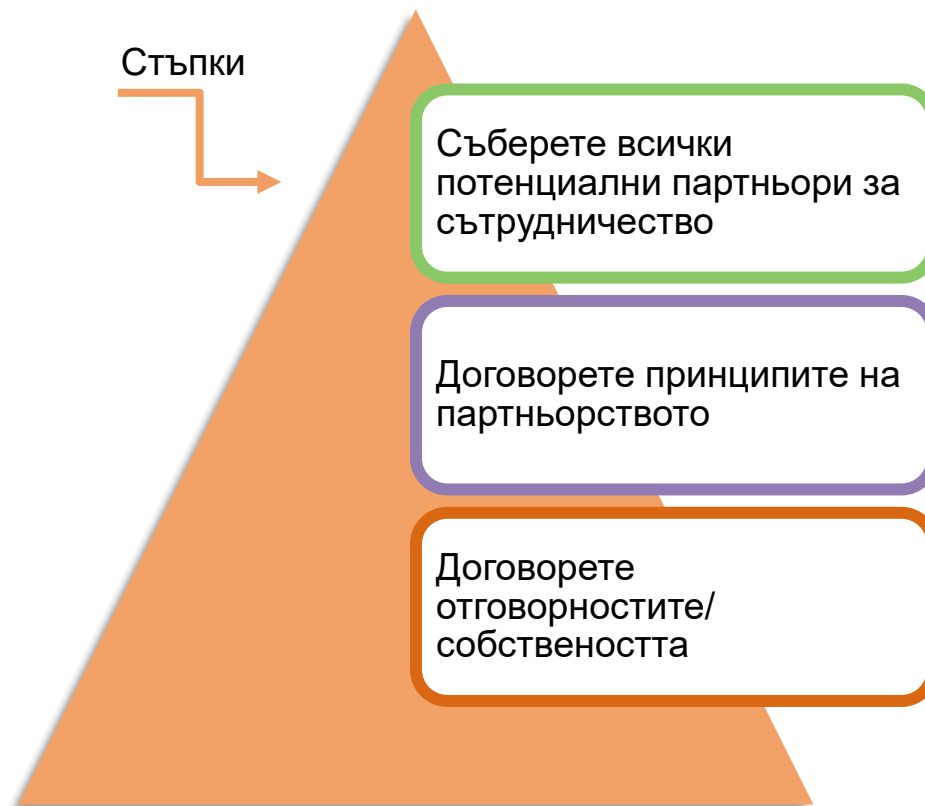 Стъпки
Съберете всички
потенциални партньори за
сътрудничество
Договорете принципите на
партньорството
Договорете
отговорностите/
собствеността